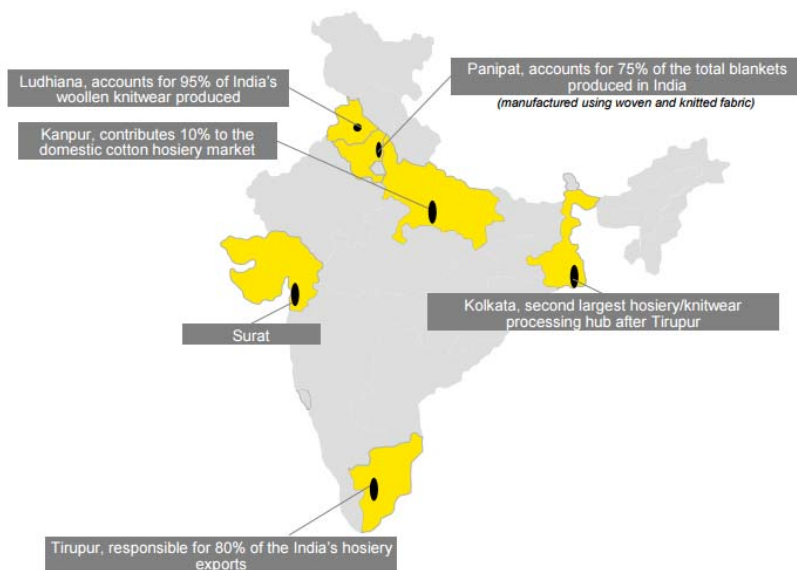 Ludhiana, accounts for 95% of India's
woollen knitwear produced
Panipat, accounts for 75% of the total blankets
produced in India
(manufactured using woven and knitted fabric)
Kanpur, contributes 10% to the
domestic cotton hosiery market
Kolkata, second largest hosiery/knitwear
processing hub after Tirupur
Surat
Tirupur, responsible for 80% of the India's hosiery
exports